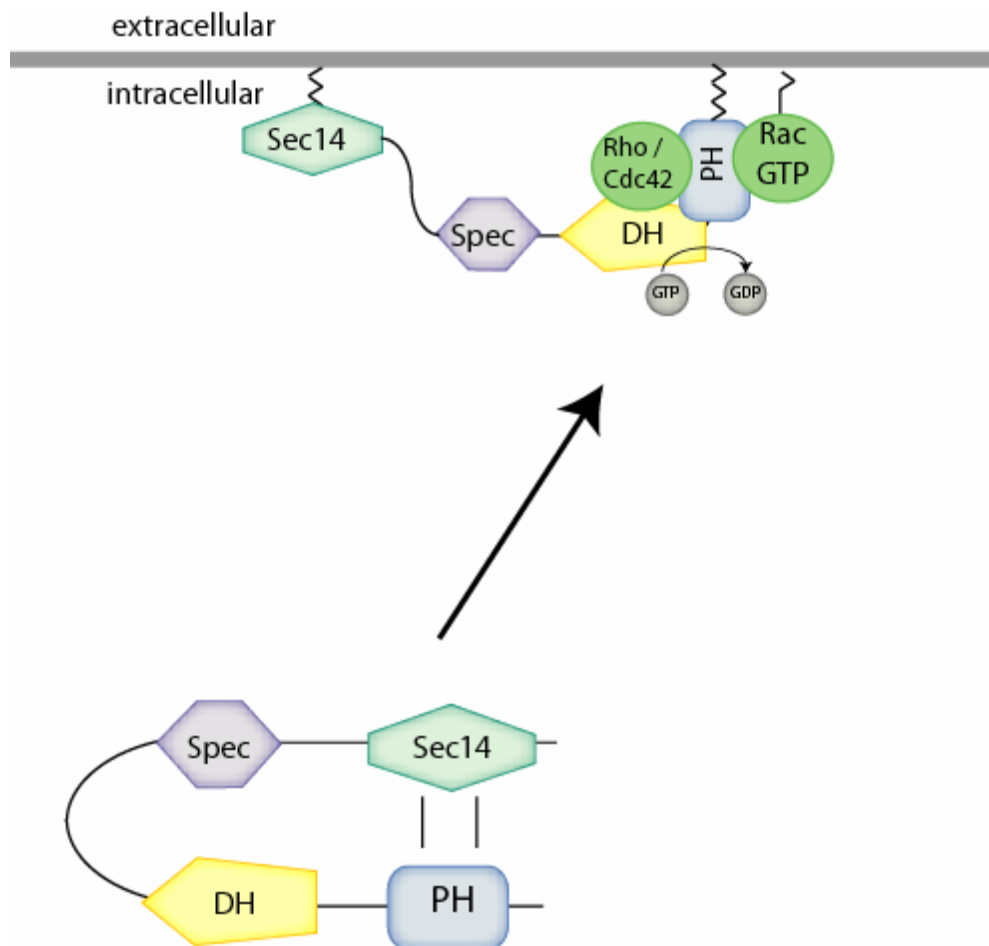 extracellular
intracellular
Sec14
Rho /
Cdc42
PH
Rac
GTP
Spec
DH
GTP
GDP
Spec
Sec14
DH
PH